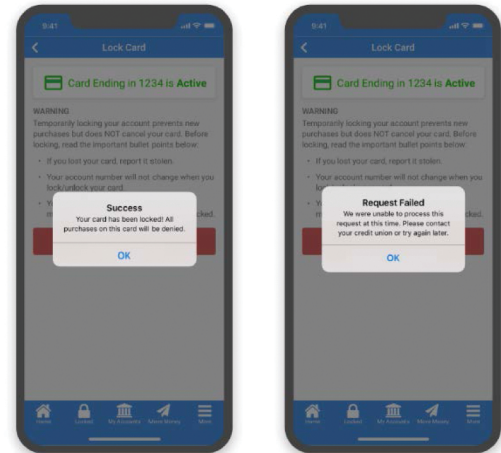 9:41
Lock Card
Card Ending in 1234 is Active
WARNING
Temporarily locking your account prevents new
purchases but does NOT cancel your card. Before
locking, read the important bullet points below:
• If you lost your card, report it stolen.
• Your account number will not change when you
lock/unlock your card.
Success
Your card has been locked! All
purchases on this card will be denied.
OK
Home
Locked
My Accounts
Move Money
More
9:41
Lock Card
Card Ending in 1234 is Active
WARNING
Temporarily locking your account prevents new
purchases but does NOT cancel your card. Before
locking, read the important bullet points below:
• If you lost your card, report it stolen.
• Your account number will not change when you
Request Failed
We were unable to process this
request at this time. Please contact
your credit union or try again later.
OK
Home
Locked
My Accounts
Move Money
More